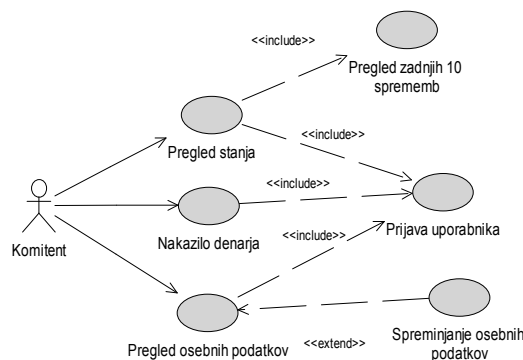 <<include>>
Pregled zadnjih 10
sprememb
<<include>>
Pregled stanja
<<include>>
Komitent
Nakazilo denarja
Prijava uporabnika
<<include>>
Pregled osebnih podatkov
<<extend>>
Spreminjanje osebnih
podatkov